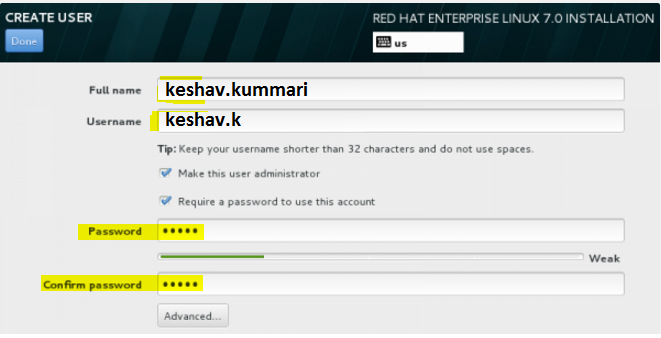 CREATE USER
RED HAT ENTERPRISE LINUX 7.0 INSTALLATION
Done
us
Full name keshav.kummari
Username keshav.k
Tip: Keep your username shorter than 32 characters and do not use spaces.
Make this user administrator
Require a password to use this account
Password •••••
Weak
Confirm password •••••
Advanced...